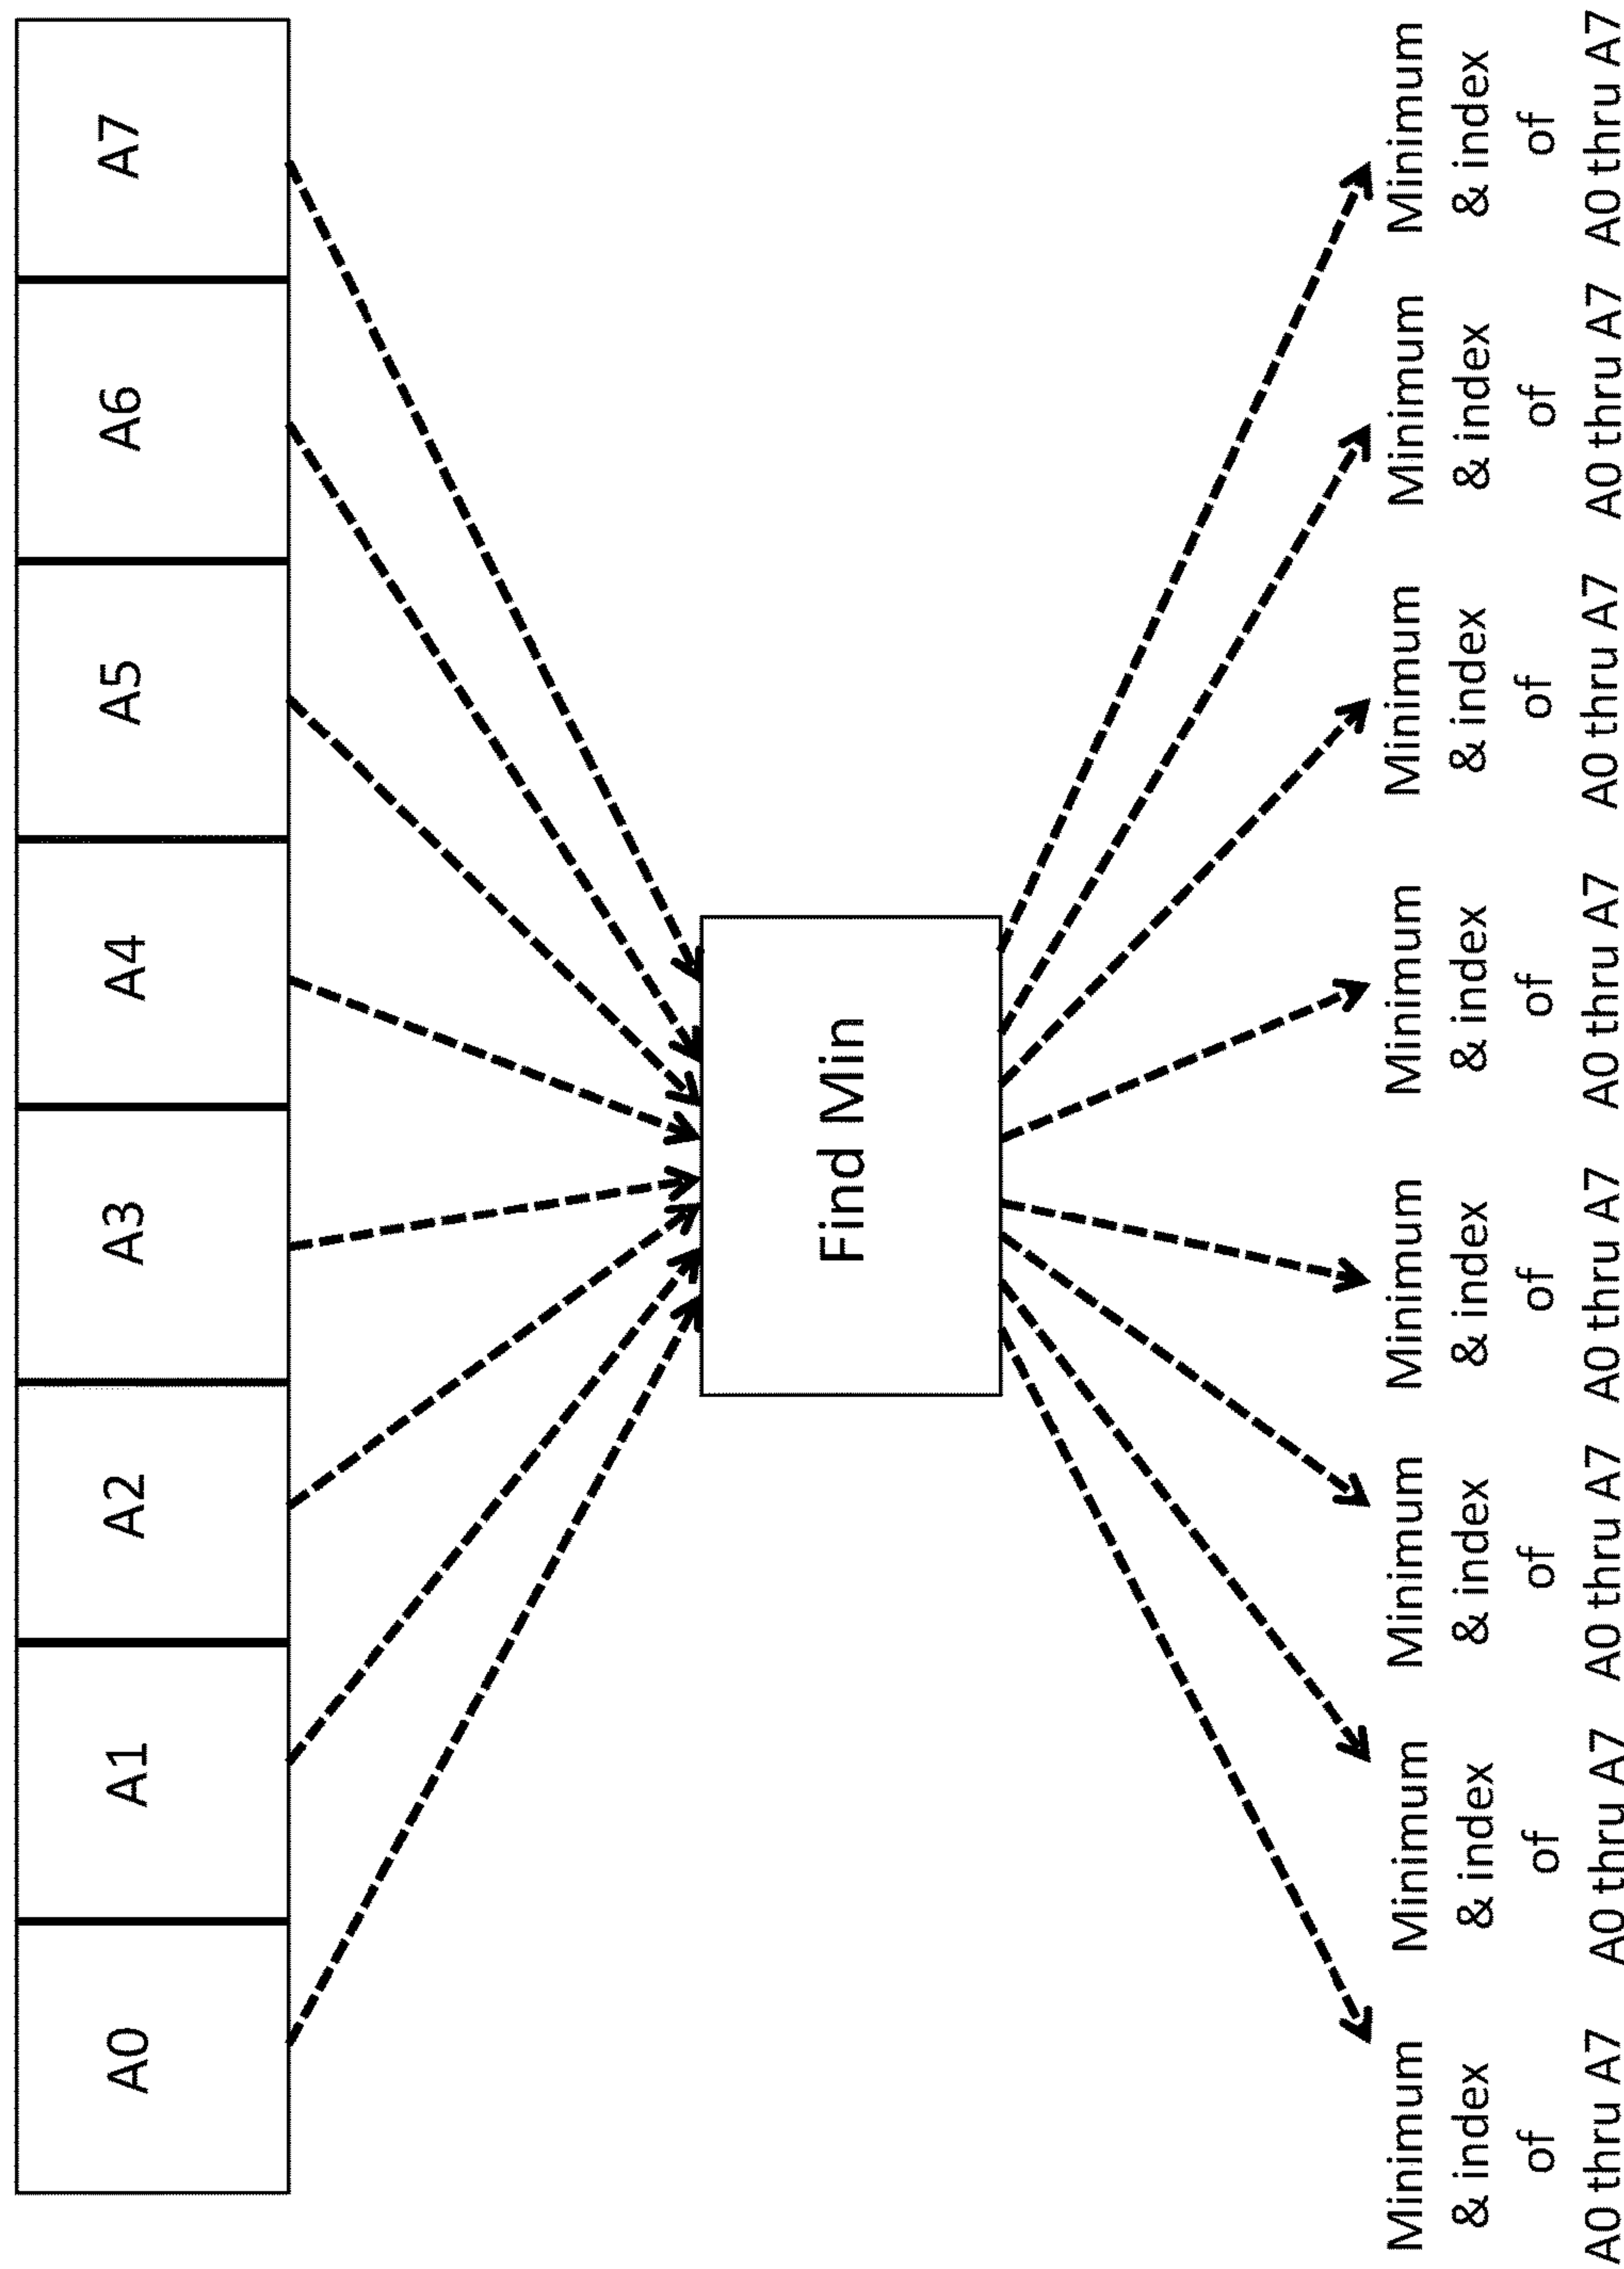 A0
A1
A2
A3
A4
A5
A6
A7
Find Min
Minimum
& index
of
A0 thru A7
Minimum
& index
of
A0 thru A7
Minimum
& index
of
A0 thru A7
Minimum
& index
of
A0 thru A7
Minimum
& index
of
A0 thru A7
Minimum
& index
of
A0 thru A7
Minimum
& index
of
A0 thru A7
Minimum
& index
of
A0 thru A7